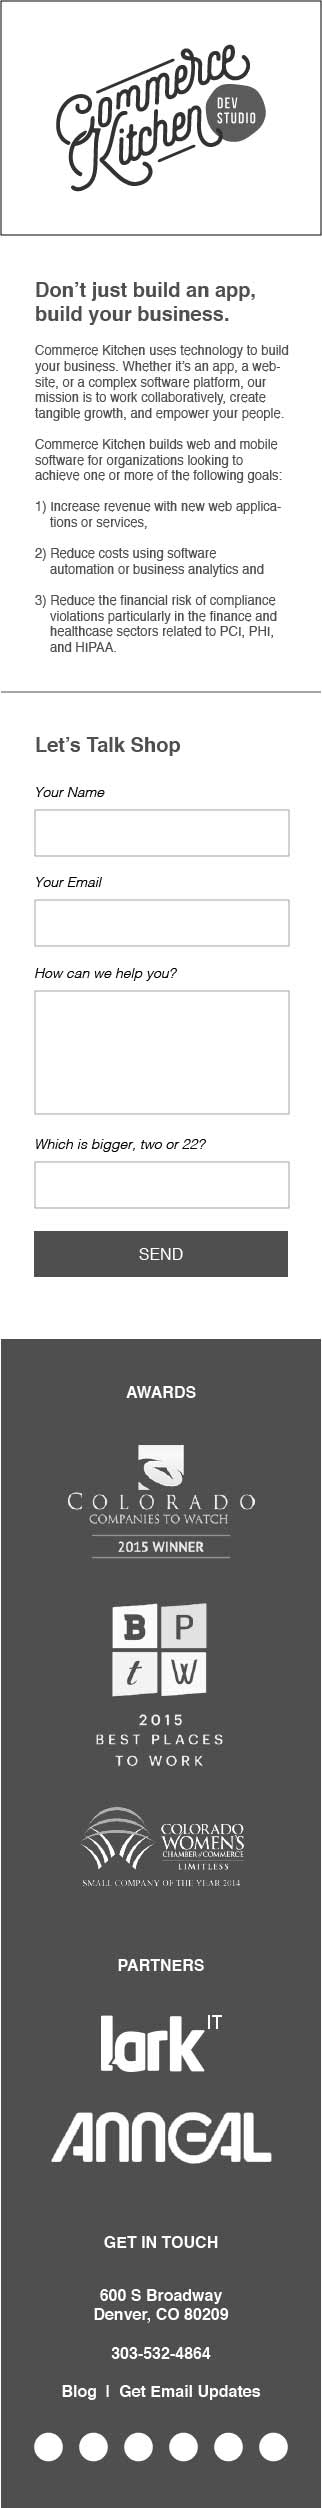 Commerce
Kitchen
DEV
STUDIO
Don't just build an app,
build your business.
Commerce Kitchen uses technology to build
your business. Whether it's an app, a web-
site, or a complex software platform, our
mission is to work collaboratively, create
tangible growth, and empower your people.
Commerce Kitchen builds web and mobile
software for organizations looking to
achieve one or more of the following goals:
1) Increase revenue with new web applica-
tions or services,
2) Reduce costs using software
automation or business analytics and
3) Reduce the financial risk of compliance
violations particularly in the finance and
healthcase sectors related to PCI, PHI,
and HIPAA.
Let's Talk Shop
Your Name
Your Email
How can we help you?
Which is bigger, two or 22?
SEND
AWARDS
COLORADO
COMPANIES TO WATCH
2015 WINNER
B P
t W
2015
BEST PLACES
TO WORK
COLORADO
WOMEN'S
CHAMBER of COMMERCE
LIMITLESS
SMALL COMPANY OF THE YEAR 2014
PARTNERS
lark IT
ANNEAL
GET IN TOUCH
600 S Broadway
Denver, CO 80209
303-532-4864
Blog | Get Email Updates